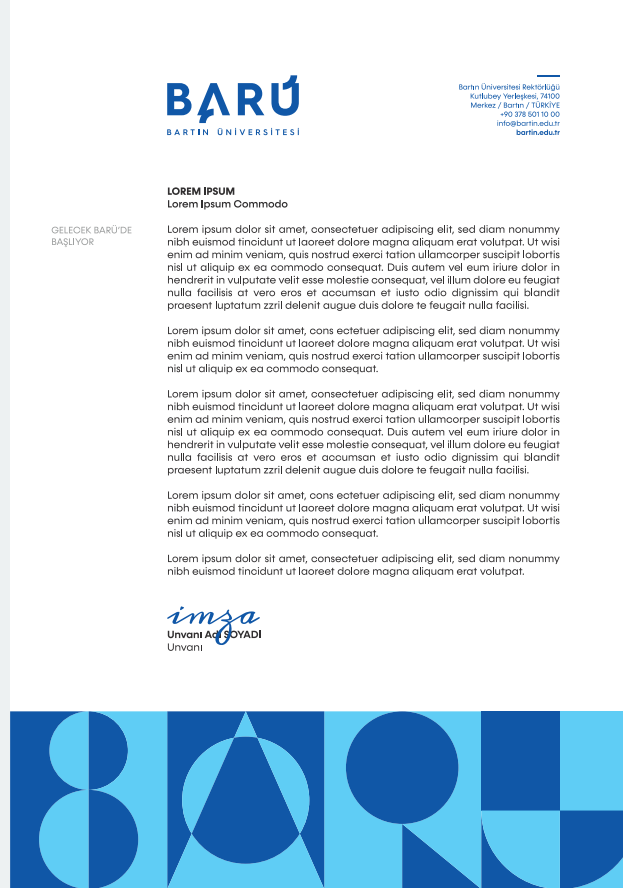 BARÜ
BARTIN ÜNİVERSİTESİ
Bartın Üniversitesi Rektörlüğü
Kutlubey Yerleşkesi, 74100
Merkez / Bartın / TÜRKİYE
+90 378 501 10 00
info@bartin.edu.tr
bartin.edu.tr
LOREM IPSUM
Lorem Ipsum Commodo
GELECEK BARÜ'DE
BAŞLIYOR
Lorem ipsum dolor sit amet, consectetuer adipiscing elit, sed diam nonummy
nibh euismod tincidunt ut laoreet dolore magna aliquam erat volutpat. Ut wisi
enim ad minim veniam, quis nostrud exerci tation ullamcorper suscipit lobortis
nisl ut aliquip ex ea commodo consequat. Duis autem vel eum iriure dolor in
hendrerit in vulputate velit esse molestie consequat, vel illum dolore eu feugiat
nulla facilisis at vero eros et accumsan et iusto odio dignissim qui blandit
praesent luptatum zzril delenit augue duis dolore te feugait nulla facilisi.
Lorem ipsum dolor sit amet, cons ectetuer adipiscing elit, sed diam nonummy
nibh euismod tincidunt ut laoreet dolore magna aliquam erat volutpat. Ut wisi
enim ad minim veniam, quis nostrud exerci tation ullamcorper suscipit lobortis
nisl ut aliquip ex ea commodo consequat.
Lorem ipsum dolor sit amet, consectetuer adipiscing elit, sed diam nonummy
nibh euismod tincidunt ut laoreet dolore magna aliquam erat volutpat. Ut wisi
enim ad minim veniam, quis nostrud exerci tation ullamcorper suscipit lobortis
nisl ut aliquip ex ea commodo consequat. Duis autem vel eum iriure dolor in
hendrerit in vulputate velit esse molestie consequat, vel illum dolore eu feugiat
nulla facilisis at vero eros et accumsan et iusto odio dignissim qui blandit
praesent luptatum zzril delenit augue duis dolore te feugait nulla facilisi.
Lorem ipsum dolor sit amet, cons ectetuer adipiscing elit, sed diam nonummy
nibh euismod tincidunt ut laoreet dolore magna aliquam erat volutpat. Ut wisi
enim ad minim veniam, quis nostrud exerci tation ullamcorper suscipit lobortis
nisl ut aliquip ex ea commodo consequat.
Lorem ipsum dolor sit amet, consectetuer adipiscing elit, sed diam nonummy
nibh euismod tincidunt ut laoreet dolore magna aliquam erat volutpat.
imza
Unvanı Adı SOYADI
Unvanı
BARU